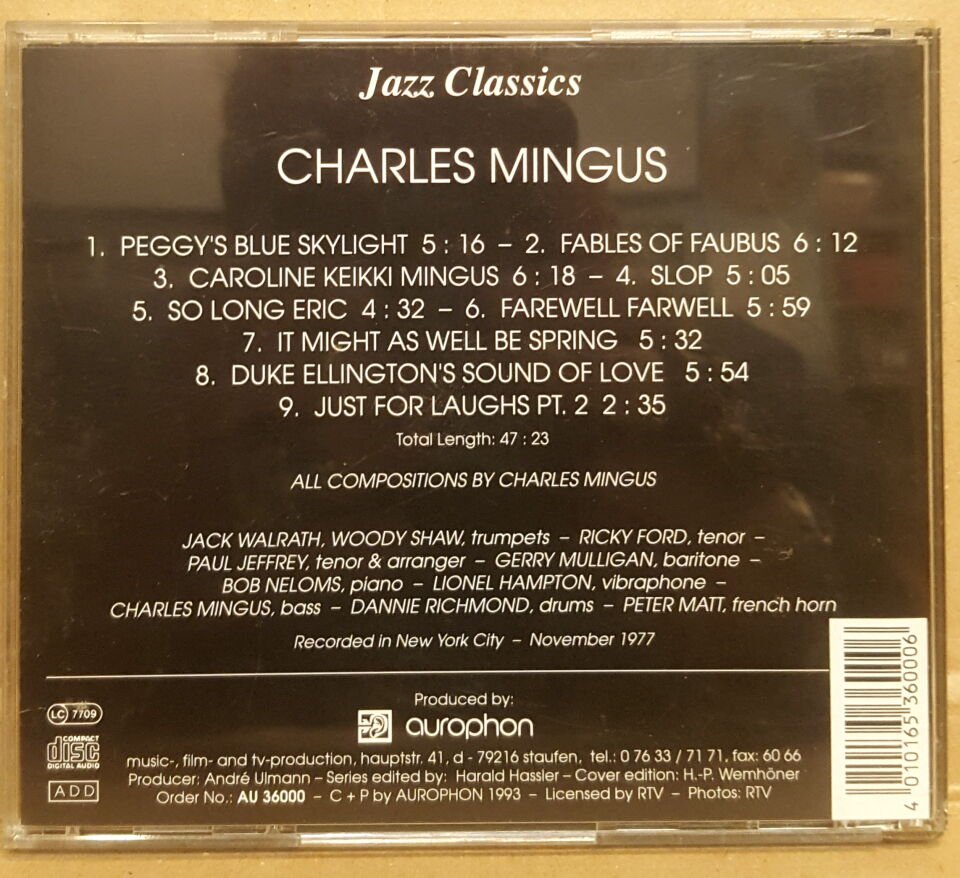 Jazz Classics
CHARLES MINGUS
1. PEGGY'S BLUE SKYLIGHT 5 : 16 – 2. FABLES OF FAUBUS 6 : 12
3. CAROLINE KEIKKI MINGUS 6 : 18 – 4. SLOP 5 : 05
5. SO LONG ERIC 4 : 32 – 6. FAREWELL FARWELL 5 : 59
7. IT MIGHT AS WELL BE SPRING 5 : 32
8. DUKE ELLINGTON'S SOUND OF LOVE 5 : 54
9. JUST FOR LAUGHS PT. 2 2 : 35
Total Length: 47 : 23
ALL COMPOSITIONS BY CHARLES MINGUS
JACK WALRATH, WOODY SHAW, trumpets – RICKY FORD, tenor –
PAUL JEFFREY, tenor & arranger – GERRY MULLIGAN, baritone –
BOB NELOMS, piano – LIONEL HAMPTON, vibraphone –
CHARLES MINGUS, bass – DANNIE RICHMOND, drums – PETER MATT, french horn
Recorded in New York City – November 1977
LC 7709
COMPACT
disc
DIGITAL AUDIO
ADD
Produced by:
aurophon
music-, film- and tv-production, hauptstr. 41, d - 79216 staufen, tel.: 0 76 33 / 71 71, fax: 60 66
Producer: André Ulmann – Series edited by: Harald Hassler – Cover edition: H.-P. Wemhöner
Order No.: AU 36000 – C + P by AUROPHON 1993 – Licensed by RTV – Photos: RTV
4 010165 360006